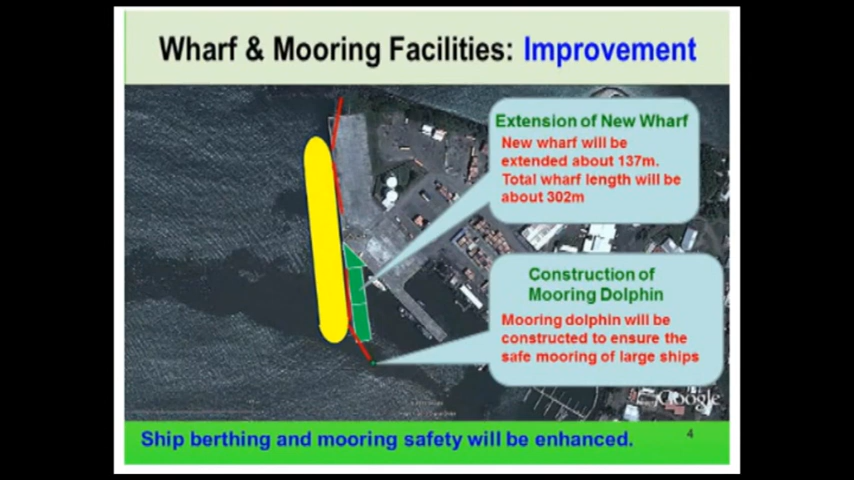 Wharf & Mooring Facilities: Improvement
Extension of New Wharf
New wharf will be
extended about 137m.
Total wharf length will be
about 302m
Construction of
Mooring Dolphin
Mooring dolphin will be
constructed to ensure the
safe mooring of large ships
Google
Ship berthing and mooring safety will be enhanced.
4